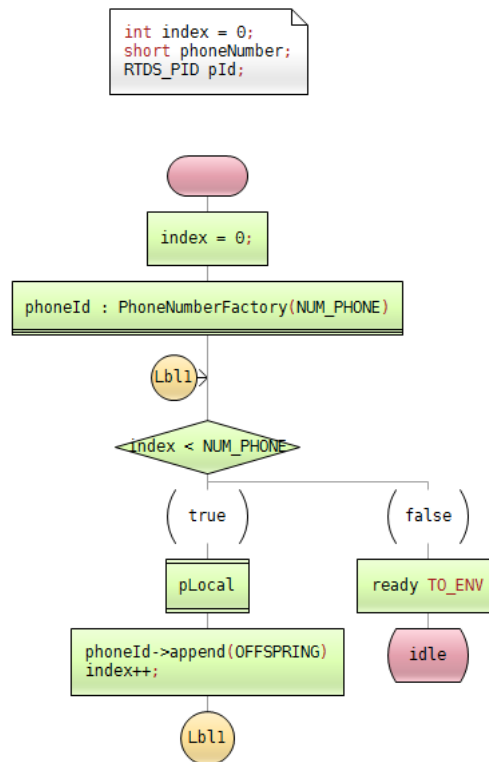 int index = 0;
short phoneNumber;
RTDS_PID pId;
index = 0;
phoneId : PhoneNumberFactory(NUM_PHONE)
Lbl1
index < NUM_PHONE
true
false
pLocal
ready TO_ENV
phoneId->append(OFFSPRING)
index++;
idle
Lbl1